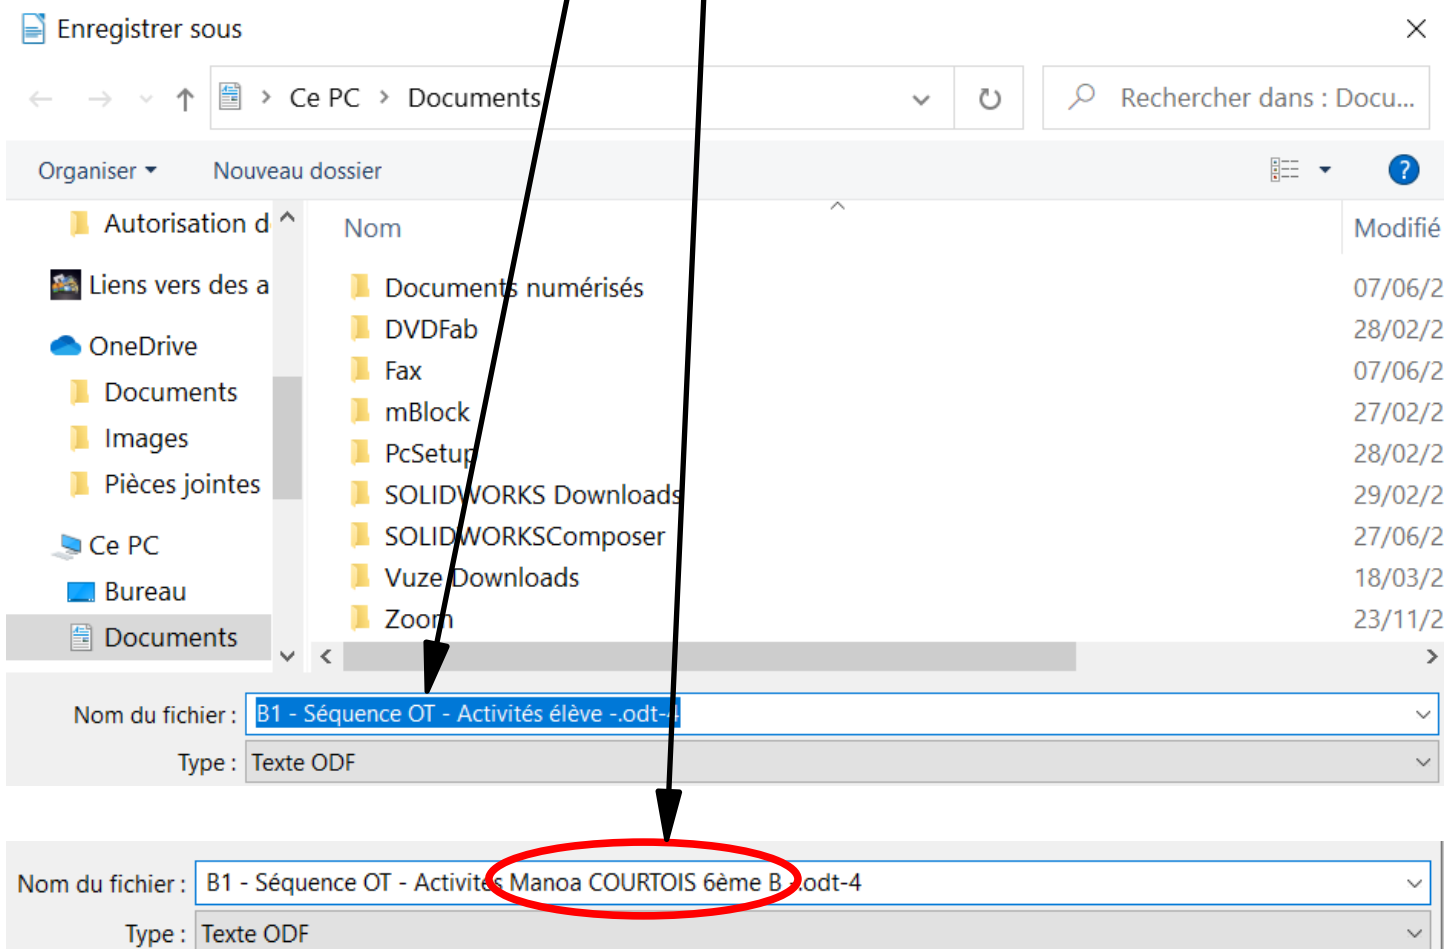 Enregistrer sous
Ce PC > Documents
Rechercher dans : Docu...
Organiser
Nouveau dossier
Autorisation d
Liens vers des a
OneDrive
Documents
Images
Pièces jointes
Ce PC
Bureau
Documents
Nom
Modifié
Documents numérisés
07/06/2
DVDFab
28/02/2
Fax
07/06/2
mBlock
27/02/2
PcSetup
28/02/2
SOLIDWORKS Downloads
29/02/2
SOLIDWORKSComposer
27/06/2
Vuze Downloads
18/03/2
Zoom
23/11/2
Nom du fichier : B1 - Séquence OT - Activités élève -.odt-4
Type : Texte ODF
Nom du fichier : B1 - Séquence OT - Activités Manoa COURTOIS 6ème B -.odt-4
Type : Texte ODF